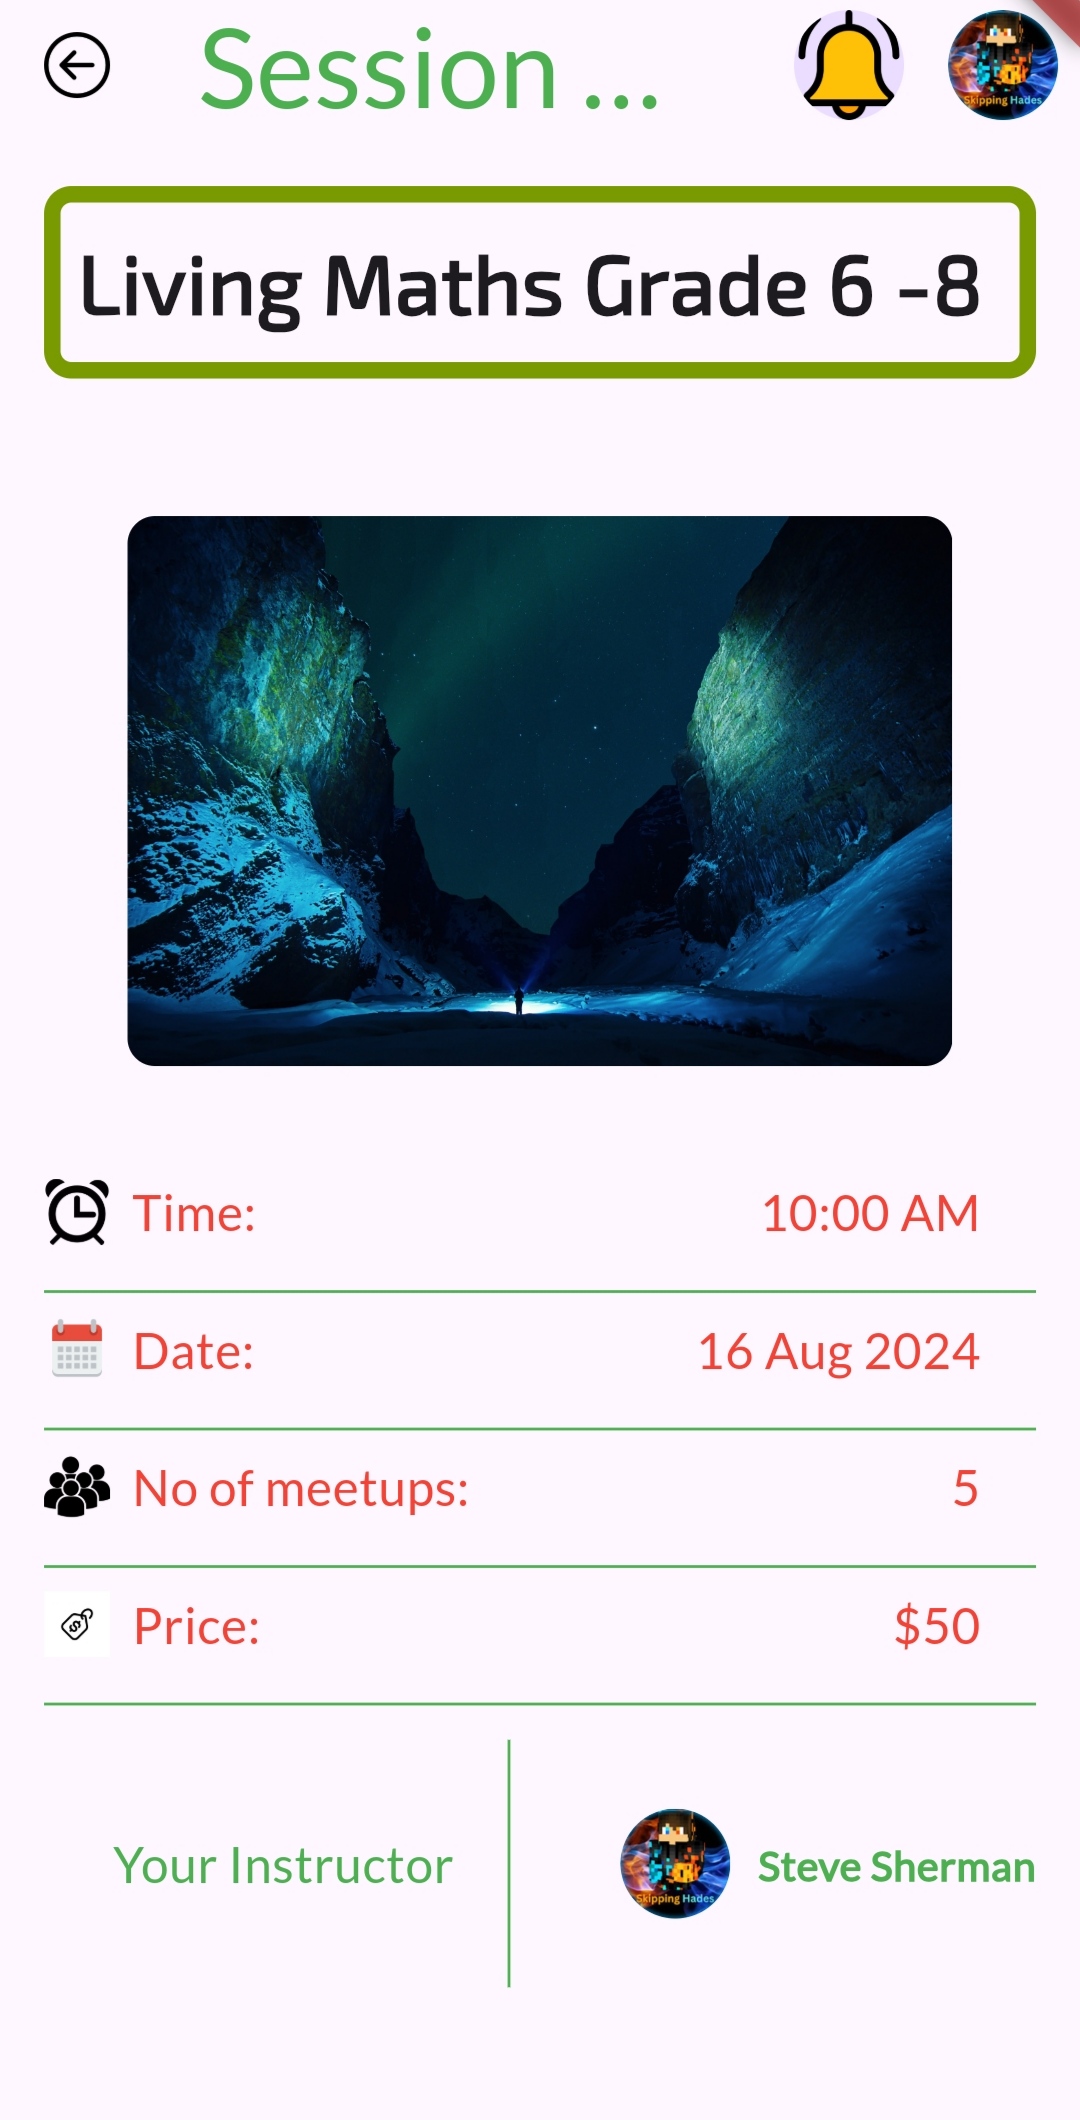 Session ...
Skipping Hades
Living Maths Grade 6 -8
Time: 10:00 AM
Date: 16 Aug 2024
No of meetups: 5
Price: $50
Your Instructor
Skipping Hades
Steve Sherman